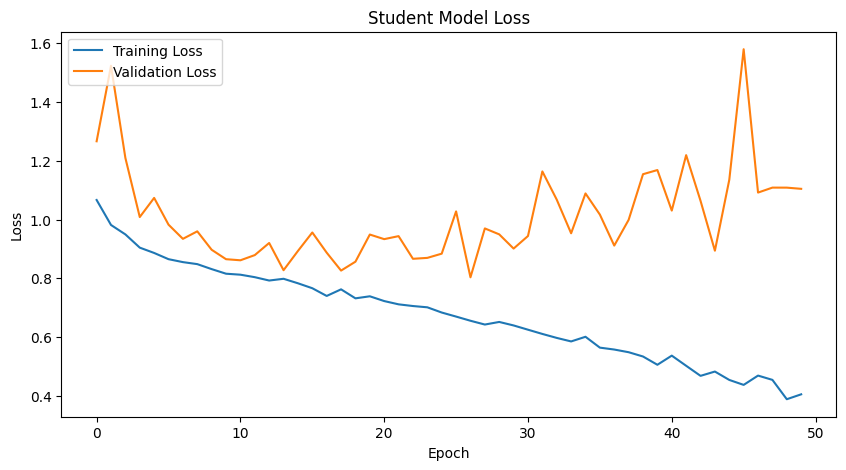 Student Model Loss
Training Loss
Validation Loss
Loss
1.6
1.4
1.2
1.0
0.8
0.6
0.4
0 10 20 30 40 50
Epoch